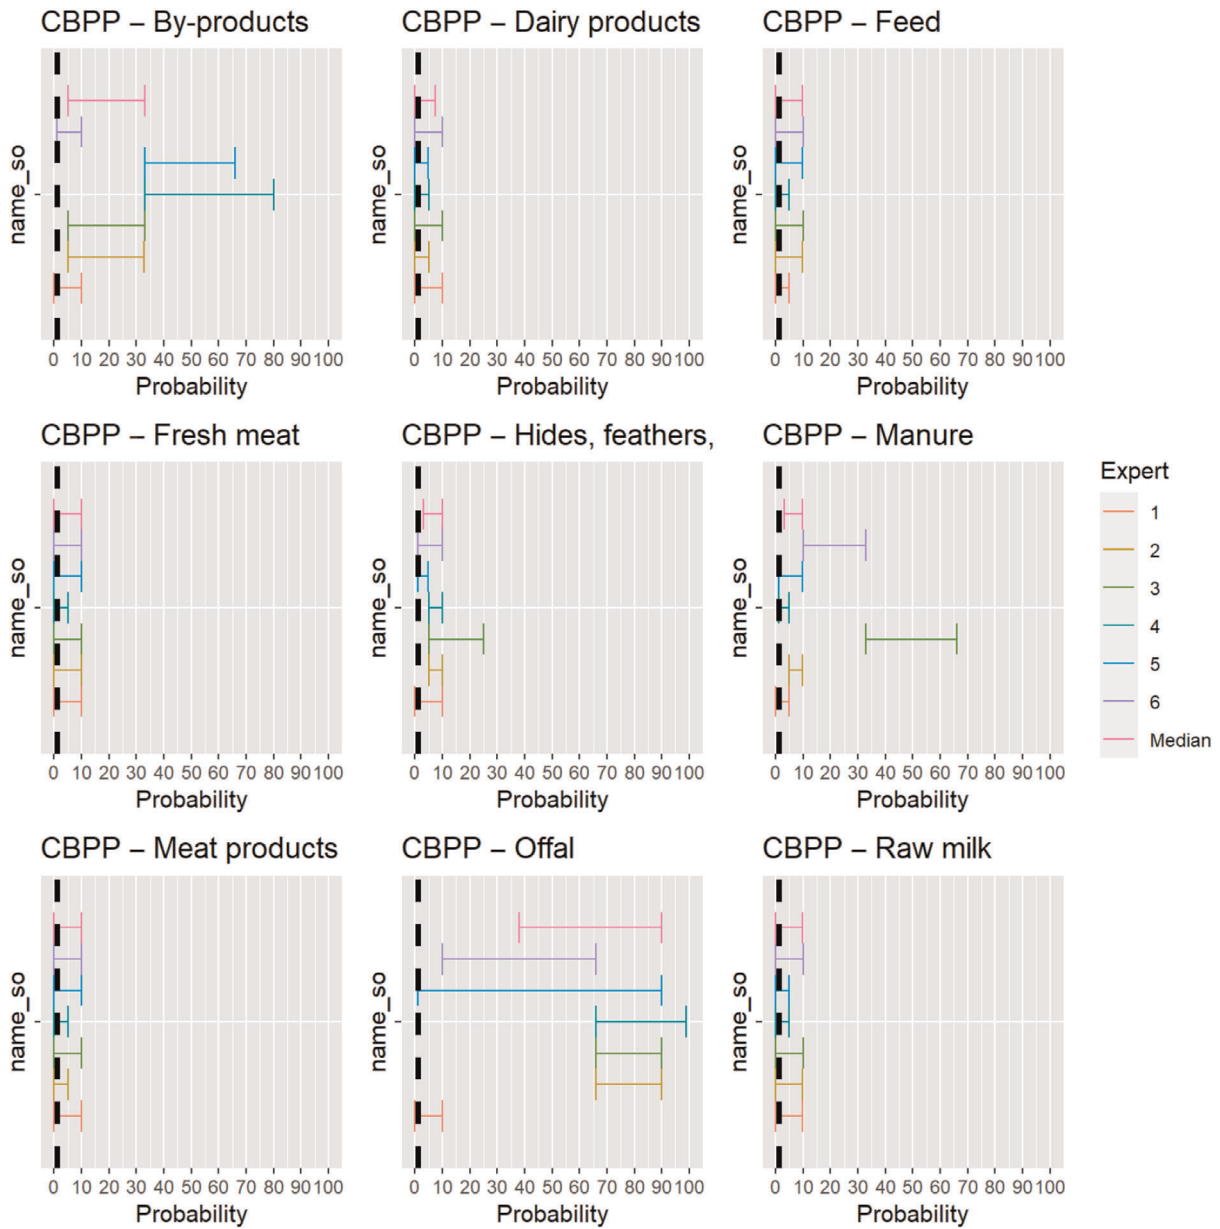 CBPP – By-products
CBPP – Dairy products
CBPP – Feed
name_so
name_so
name_so
0 10 20 30 40 50 60 70 80 90 100
0 10 20 30 40 50 60 70 80 90 100
0 10 20 30 40 50 60 70 80 90 100
Probability
Probability
Probability
CBPP – Fresh meat
CBPP – Hides, feathers,
CBPP – Manure
name_so
name_so
name_so
0 10 20 30 40 50 60 70 80 90 100
0 10 20 30 40 50 60 70 80 90 100
0 10 20 30 40 50 60 70 80 90 100
Probability
Probability
Probability
Expert
1
2
3
4
5
6
Median
CBPP – Meat products
CBPP – Offal
CBPP – Raw milk
name_so
name_so
name_so
0 10 20 30 40 50 60 70 80 90 100
0 10 20 30 40 50 60 70 80 90 100
0 10 20 30 40 50 60 70 80 90 100
Probability
Probability
Probability